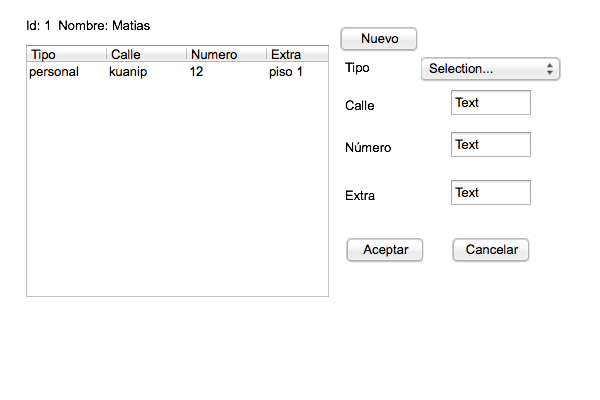 Id: 1  Nombre: Matias
Nuevo
Tipo Calle Numero Extra
personal kuanip 12 piso 1
Tipo Selection...
Calle Text
Número Text
Extra Text
Aceptar Cancelar